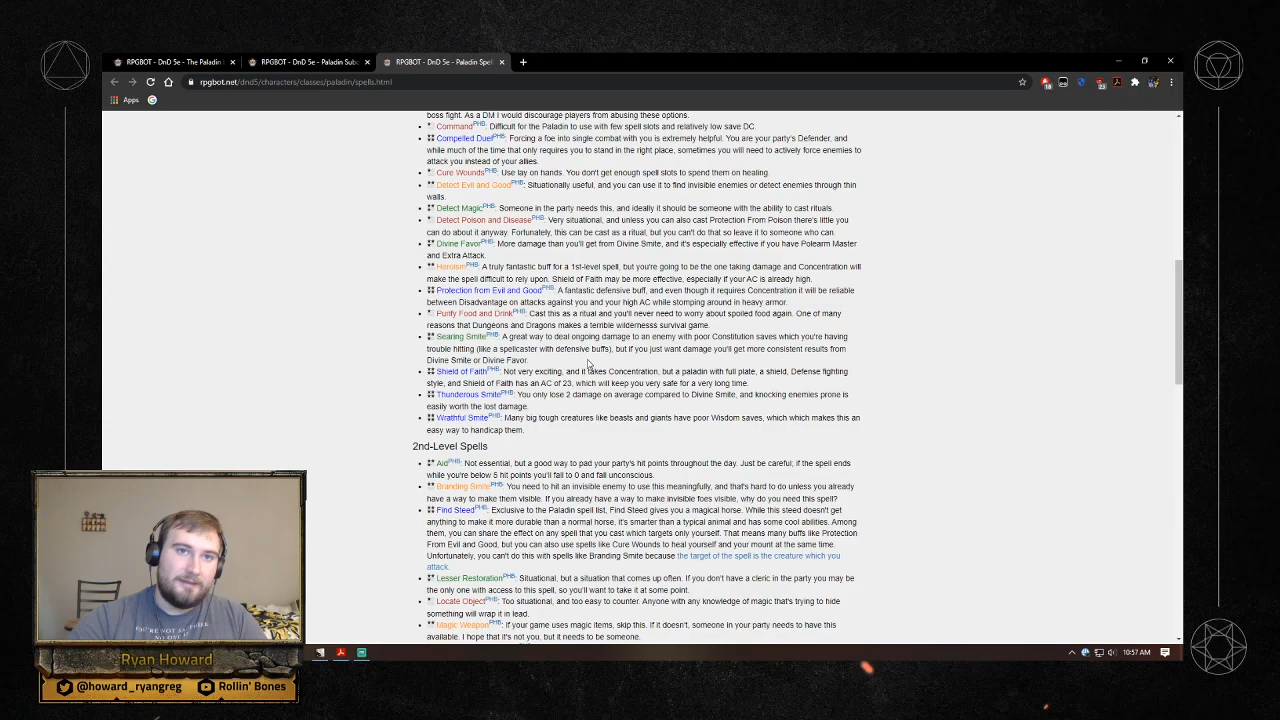 RPGBOT - DnD 5e - The Paladin
RPGBOT - DnD 5e - Paladin Subc
RPGBOT - DnD 5e - Paladin Spel
rpgbot.net/dnd5/characters/classes/paladin/spells.html
Apps
boss fight. As a DM I would discourage players from abusing these options.
CommandPHB: Difficult for the Paladin to use with few spell slots and relatively low save DC.
Compelled DuelPHB: Forcing a foe into single combat with you is extremely helpful. You are your party's Defender, and
while much of the time that only requires you to stand in the right place, sometimes you will need to actively force enemies to
attack you instead of your allies.
Cure WoundsPHB: Use lay on hands. You don't get enough spell slots to spend them on healing.
Detect Evil and GoodPHB: Situationally useful, and you can use it to find invisible enemies or detect enemies through thin
walls.
Detect MagicPHB: Someone in the party needs this, and ideally it should be someone with the ability to cast rituals.
Detect Poison and DiseasePHB: Very situational, and unless you can also cast Protection From Poison there's little you
can do about it anyway. Fortunately, this can be cast as a ritual, but you can't do that so leave it to someone who can.
Divine FavorPHB: More damage than you'll get from Divine Smite, and it's especially effective if you have Polearm Master
and Extra Attack.
HeroismPHB: A truly fantastic buff for a 1st-level spell, but you're going to be the one taking damage and Concentration will
make the spell difficult to rely upon. Shield of Faith may be more effective, especially if your AC is already high.
Protection from Evil and GoodPHB: A fantastic defensive buff, and even though it requires Concentration it will be reliable
between Disadvantage on attacks against you and your high AC while stomping around in heavy armor.
Purify Food and DrinkPHB: Cast this as a ritual and you'll never need to worry about spoiled food again. One of many
reasons that Dungeons and Dragons makes a terrible wildernesss survival game.
Searing SmitePHB: A great way to deal ongoing damage to an enemy with poor Constitution saves which you're having
trouble hitting (like a spellcaster with defensive buffs), but if you just want damage you'll get more consistent results from
Divine Smite or Divine Favor.
Shield of FaithPHB: Not very exciting, and it takes Concentration, but a paladin with full plate, a shield, Defense fighting
style, and Shield of Faith has an AC of 23, which will keep you very safe for a very long time.
Thunderous SmitePHB: You only lose 2 damage on average compared to Divine Smite, and knocking enemies prone is
easily worth the lost damage.
Wrathful SmitePHB: Many big tough creatures like beasts and giants have poor Wisdom saves, which which makes this an
easy way to handicap them.
2nd-Level Spells
AidPHB: Not essential, but a good way to pad your party's hit points throughout the day. Just be careful; if the spell ends
while you're below 5 hit points you'll fall to 0 and fall unconscious.
Branding SmitePHB: You need to hit an invisible enemy to use this meaningfully, and that's hard to do unless you already
have a way to make them visible. If you already have a way to make invisible foes visible, why do you need this spell?
Find SteedPHB: Exclusive to the Paladin spell list, Find Steed gives you a magical horse. While this steed doesn't get
anything to make it more durable than a normal horse, it's smarter than a typical animal and has some cool abilities. Among
them, you can share the effect on any spell that you cast which targets only yourself. That means many buffs like Protection
From Evil and Good, but you can also use spells like Cure Wounds to heal yourself and your mount at the same time.
Unfortunately, you can't do this with spells like Branding Smite because the target of the spell is the creature which you
attack.
Lesser RestorationPHB: Situational, but a situation that comes up often. If you don't have a cleric in the party you may be
the only one with access to this spell, so you'll want to take it at some point.
Locate ObjectPHB: Too situational, and too easy to counter. Anyone with any knowledge of magic that's trying to hide
something will wrap it in lead.
Magic WeaponPHB: If your game uses magic items, skip this. If it doesn't, someone in your party needs to have this
available. I hope that it's not you, but it needs to be someone.
YOU'RE NOT
NO ONE
Ryan Howard
@howard_ryangreg
Rollin' Bones
10:57 AM